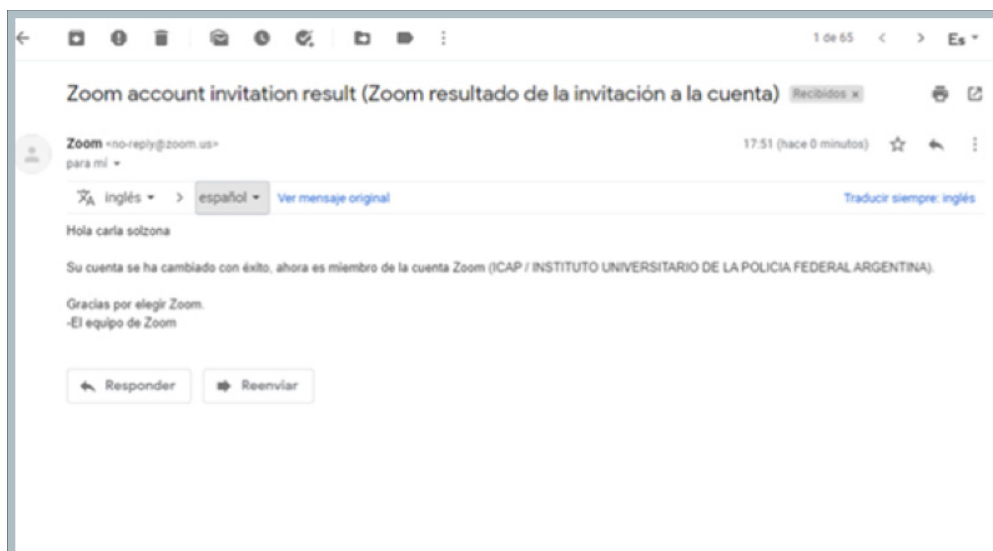 1 de 65
Es
Zoom account invitation result (Zoom resultado de la invitación a la cuenta) Recibidos x
Zoom <no-reply@zoom.us> 17:51 (hace 0 minutos)
para mí
inglés > español Ver mensaje original Traducir siempre: inglés
Hola carla solzona
Su cuenta se ha cambiado con éxito, ahora es miembro de la cuenta Zoom (ICAP / INSTITUTO UNIVERSITARIO DE LA POLICIA FEDERAL ARGENTINA).
Gracias por elegir Zoom.
-El equipo de Zoom
Responder Reenviar